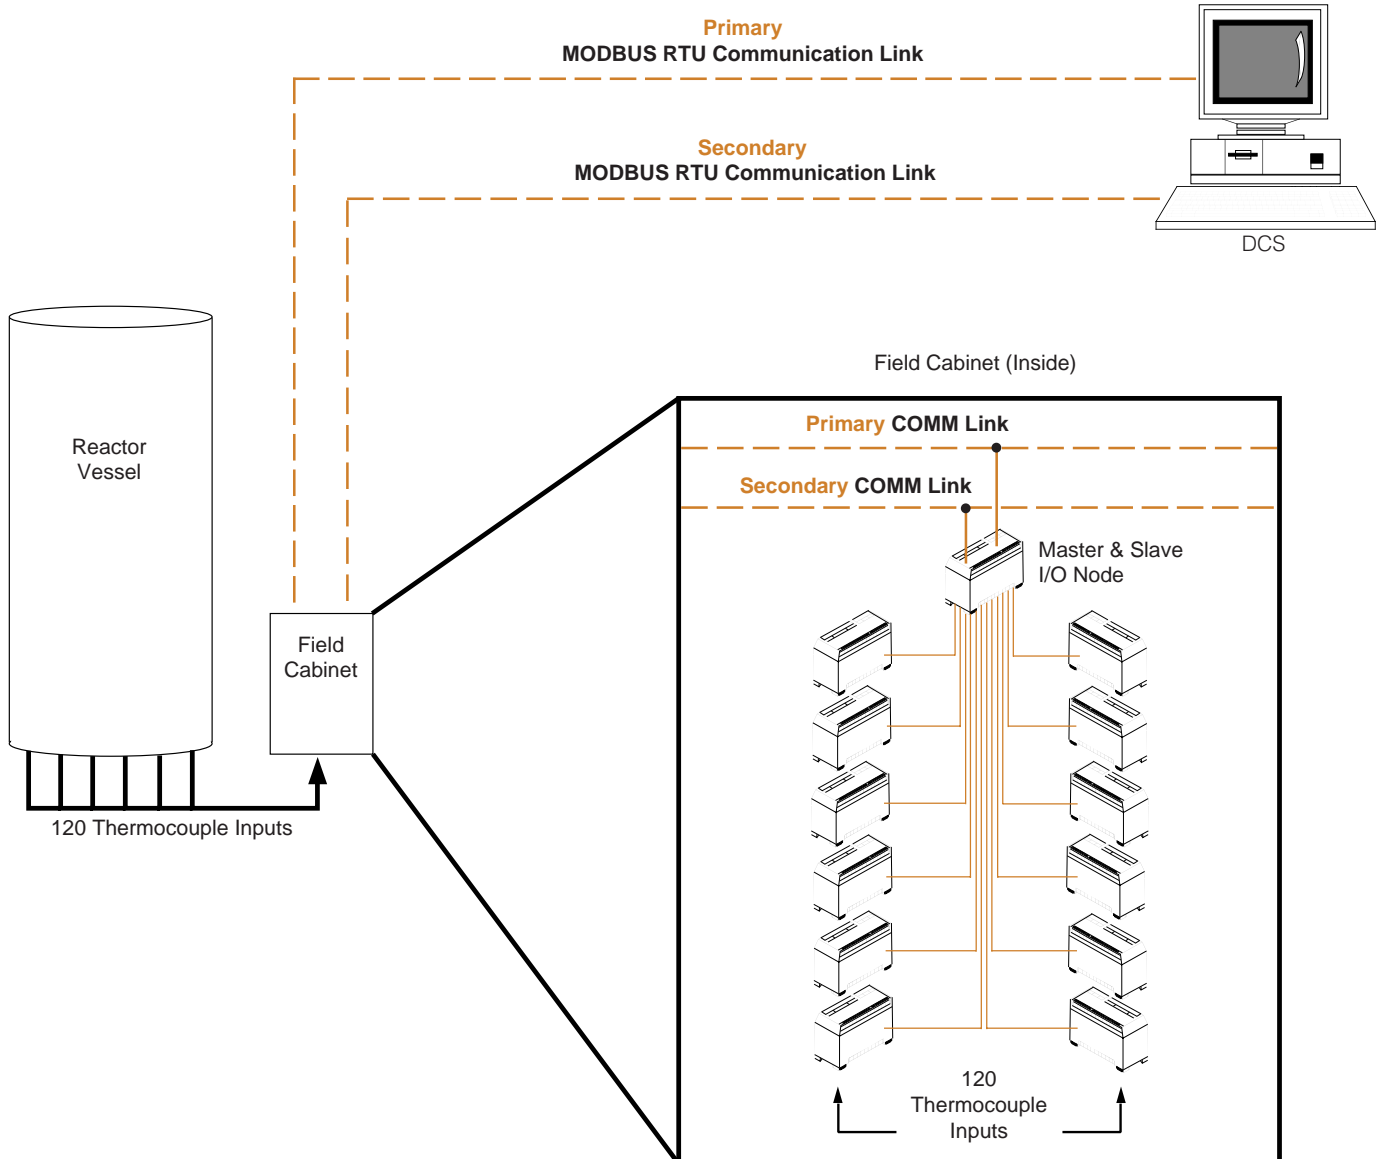 Primary
MODBUS RTU Communication Link
Secondary
MODBUS RTU Communication Link
DCS
Field Cabinet (Inside)
Primary COMM Link
Reactor
Vessel
Secondary COMM Link
Master & Slave
I/O Node
Field
Cabinet
120 Thermocouple Inputs
120
Thermocouple
Inputs